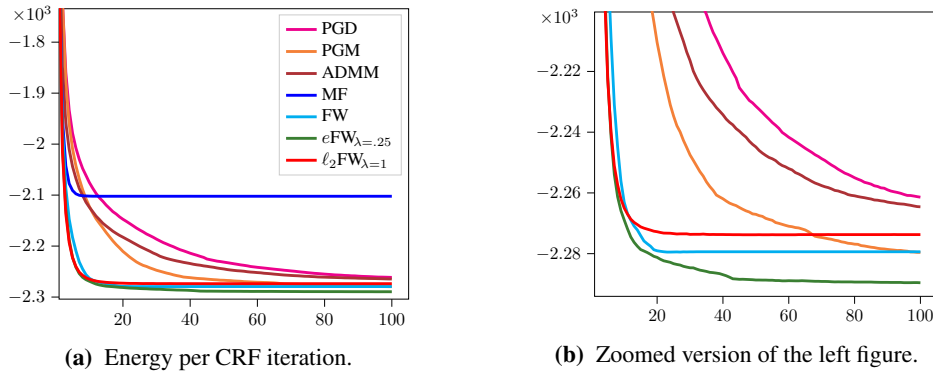 ×10³
−1.8
−1.9
−2
−2.1
−2.2
−2.3
20
40
60
80
100
PGD
PGM
ADMM
MF
FW
eFWλ=.25
ℓ₂FWλ=1
(a) Energy per CRF iteration.
×10³
−2.22
−2.24
−2.26
−2.28
20
40
60
80
100
(b) Zoomed version of the left figure.